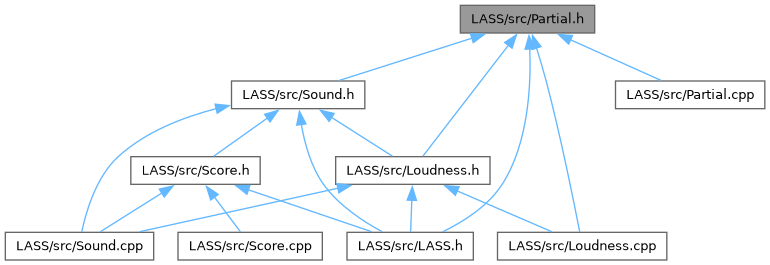 LASS/src/Partial.h
LASS/src/Sound.h
LASS/src/Partial.cpp
LASS/src/Score.h
LASS/src/Loudness.h
LASS/src/Sound.cpp
LASS/src/Score.cpp
LASS/src/LASS.h
LASS/src/Loudness.cpp